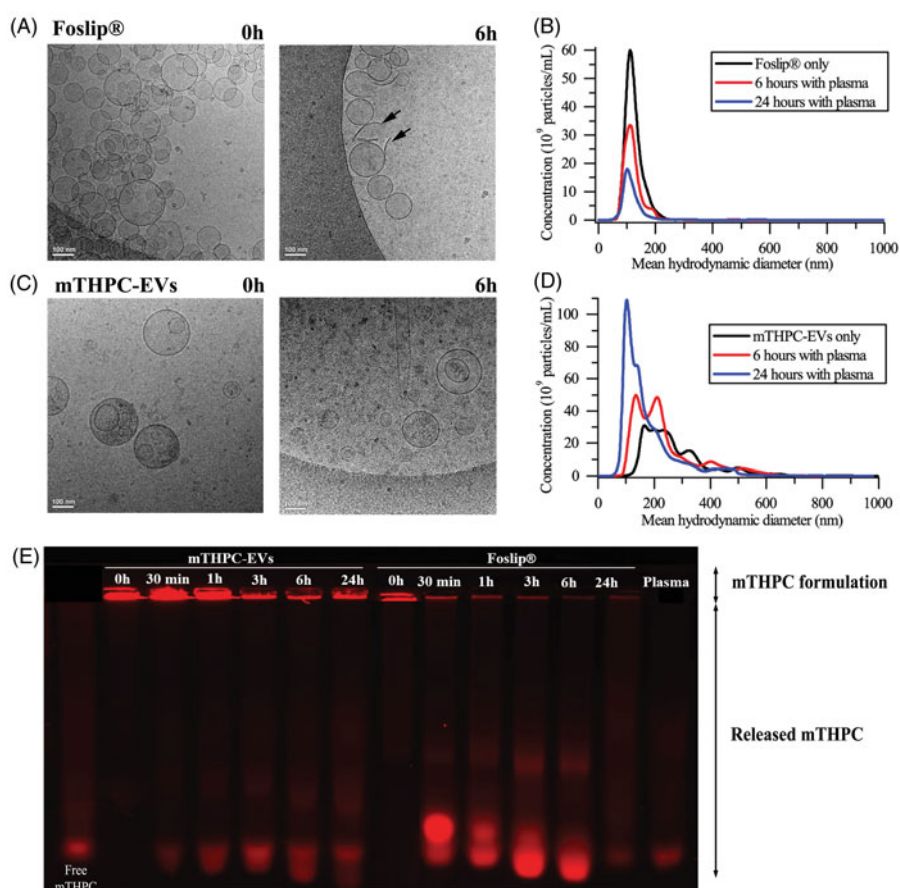 (A) Foslip® 0h 6h
100 nm
100 nm
(B)
Concentration (10⁹ particles/mL)
60
50
40
30
20
10
0
0 200 400 600 800 1000
Mean hydrodynamic diameter (nm)
Foslip® only
6 hours with plasma
24 hours with plasma
(C) mTHPC-EVs 0h 6h
100 nm
(D)
Concentration (10⁹ particles/mL)
100
80
60
40
20
0
0 200 400 600 800 1000
Mean hydrodynamic diameter (nm)
mTHPC-EVs only
6 hours with plasma
24 hours with plasma
(E)
mTHPC-EVs Foslip®
0h 30 min 1h 3h 6h 24h 0h 30 min 1h 3h 6h 24h Plasma
mTHPC formulation
Released mTHPC
Free
mTHPC